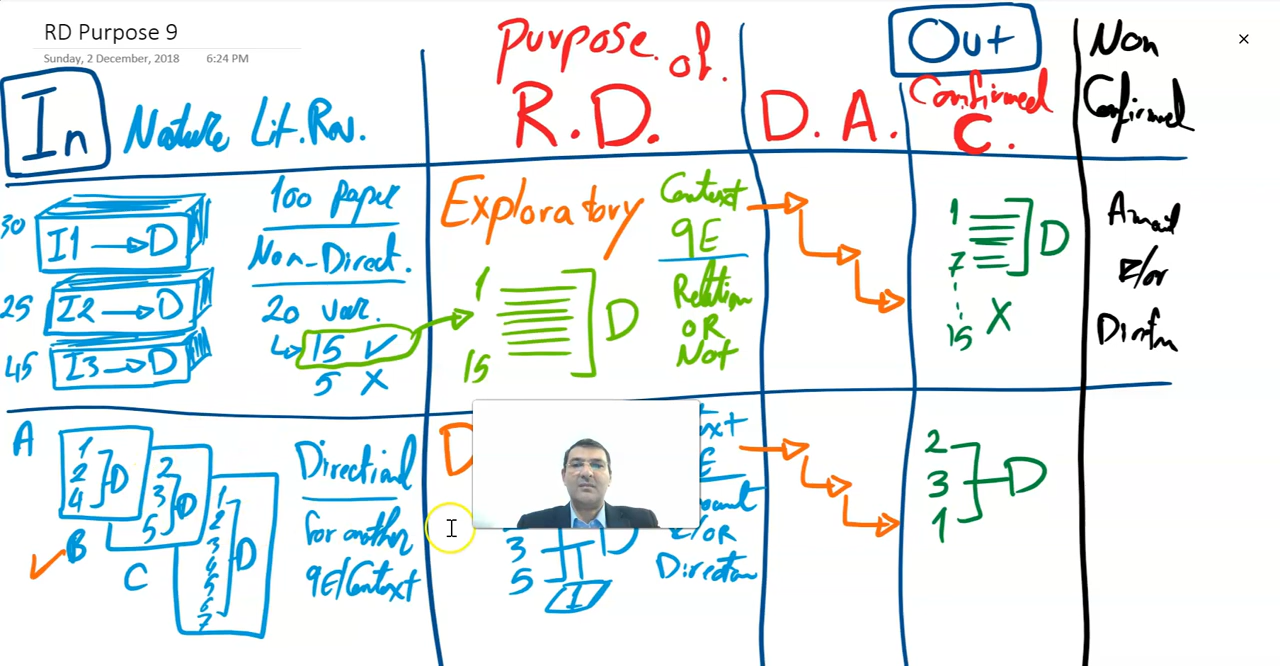 RD Purpose 9
Sunday, 2 December, 2018 6:24 PM
In
Nature Lit. Rev.
Purpose of
R.D.
D. A.
Out
Confirmed
C.
Non
Confirmed
30
I1 → D
25
I2 → D
45
I3 → D
100 Paper
Non-Direct.
20 var.
15 ✓
5 X
Exploratory
1
15
D
Context
9E
Relation
OR
Not
1
7
15 X
D
&/or
A
1
2
4
D
B
2
3
5
D
C
1
2
3
4
5
6
7
D
Directional
for another
9E/Context
D
3
5
I
&/OR
Direction
2
3
1
D